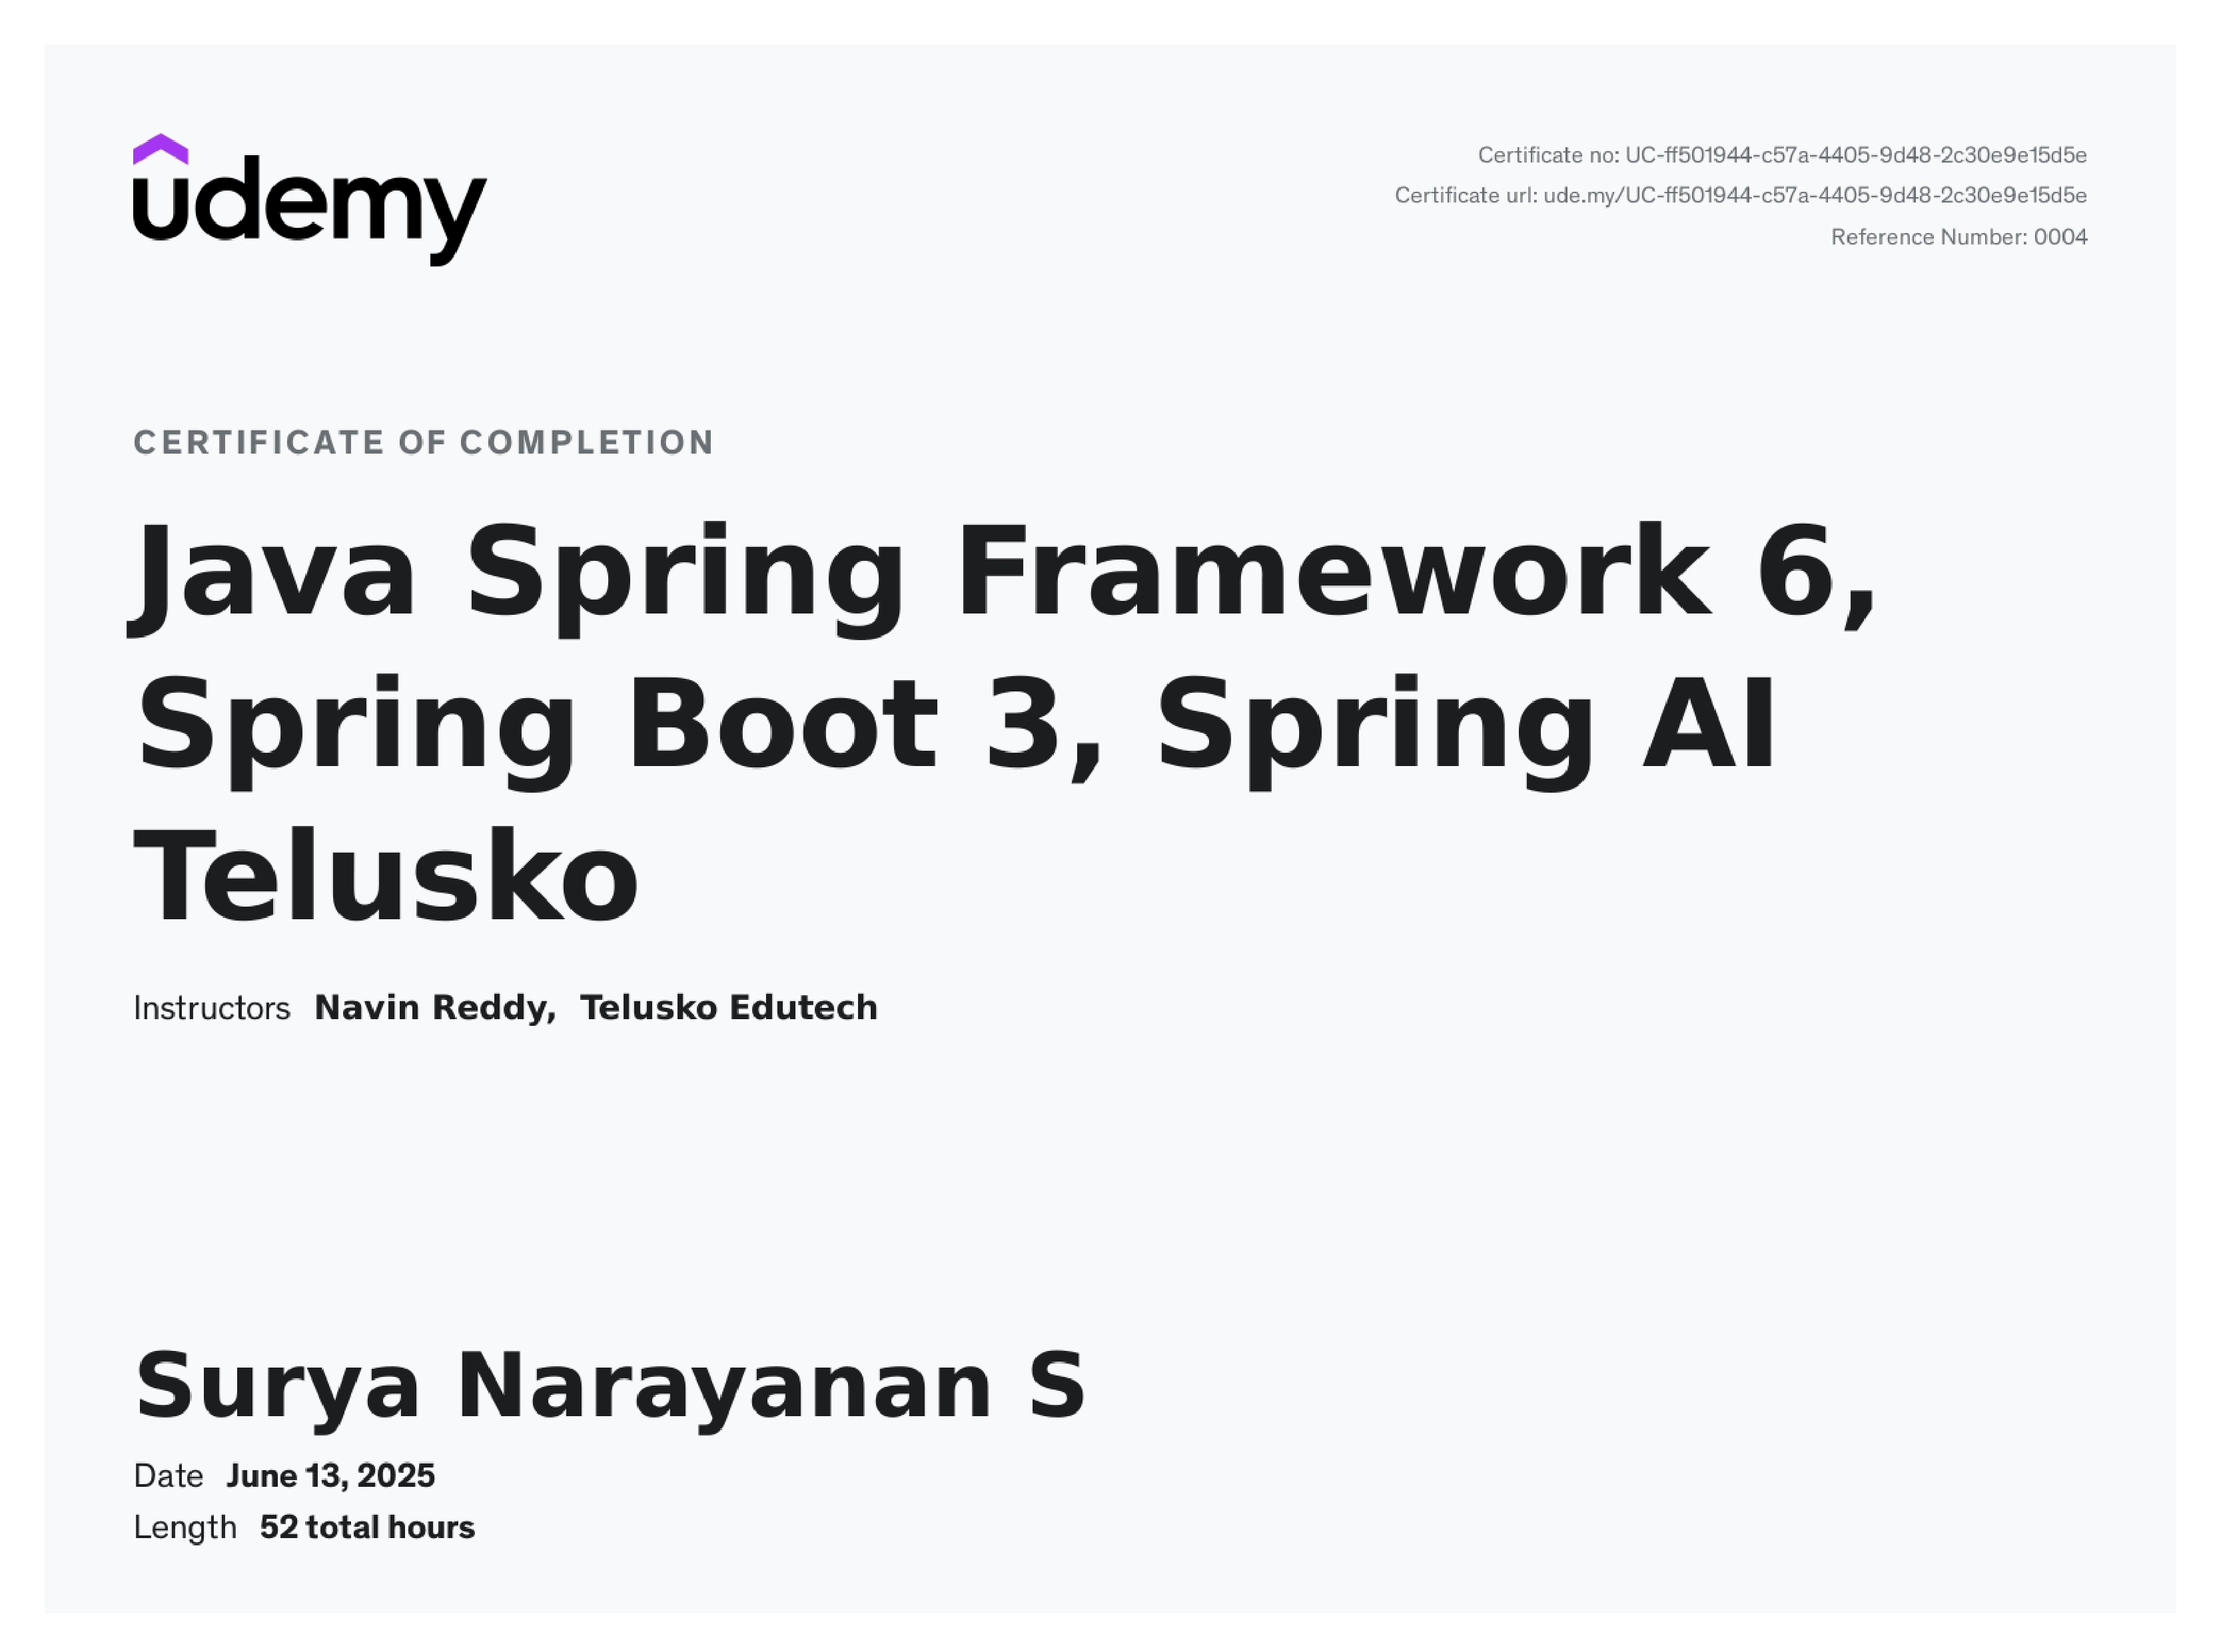 udemy
Certificate no: UC-ff501944-c57a-4405-9d48-2c30e9e15d5e
Certificate url: ude.my/UC-ff501944-c57a-4405-9d48-2c30e9e15d5e
Reference Number: 0004
CERTIFICATE OF COMPLETION
Java Spring Framework 6,
Spring Boot 3, Spring AI
Telusko
Instructors Navin Reddy, Telusko Edutech
Surya Narayanan S
Date June 13, 2025
Length 52 total hours